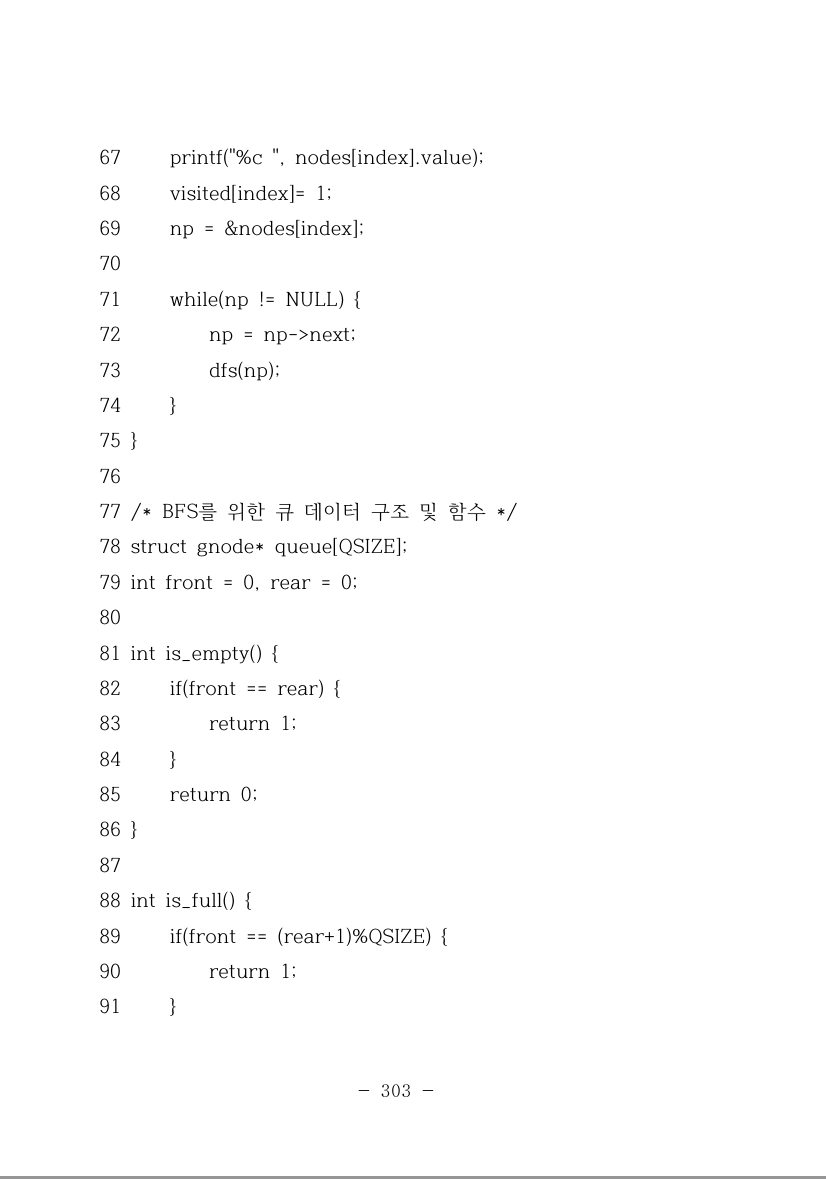 67     printf("%c ", nodes[index].value);
68     visited[index]= 1;
69     np = &nodes[index];
70
71     while(np != NULL) {
72         np = np->next;
73         dfs(np);
74     }
75 }
76
77 /* BFS를 위한 큐 데이터 구조 및 함수 */
78 struct gnode* queue[QSIZE];
79 int front = 0, rear = 0;
80
81 int is_empty() {
82     if(front == rear) {
83         return 1;
84     }
85     return 0;
86 }
87
88 int is_full() {
89     if(front == (rear+1)%QSIZE) {
90         return 1;
91     }
- 303 -